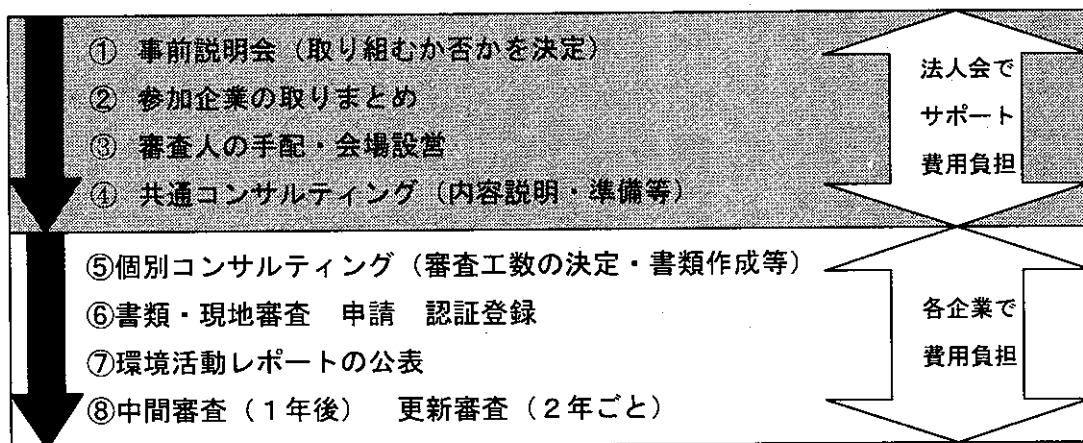 ① 事前説明会（取り組むか否かを決定）
② 参加企業の取りまとめ
③ 審査人の手配・会場設営
④ 共通コンサルティング（内容説明・準備等）
法人会で
サポート
費用負担
⑤個別コンサルティング（審査工数の決定・書類作成等）
⑥書類・現地審査　申請　認証登録
⑦環境活動レポートの公表
⑧中間審査（１年後）　更新審査（２年ごと）
各企業で
費用負担